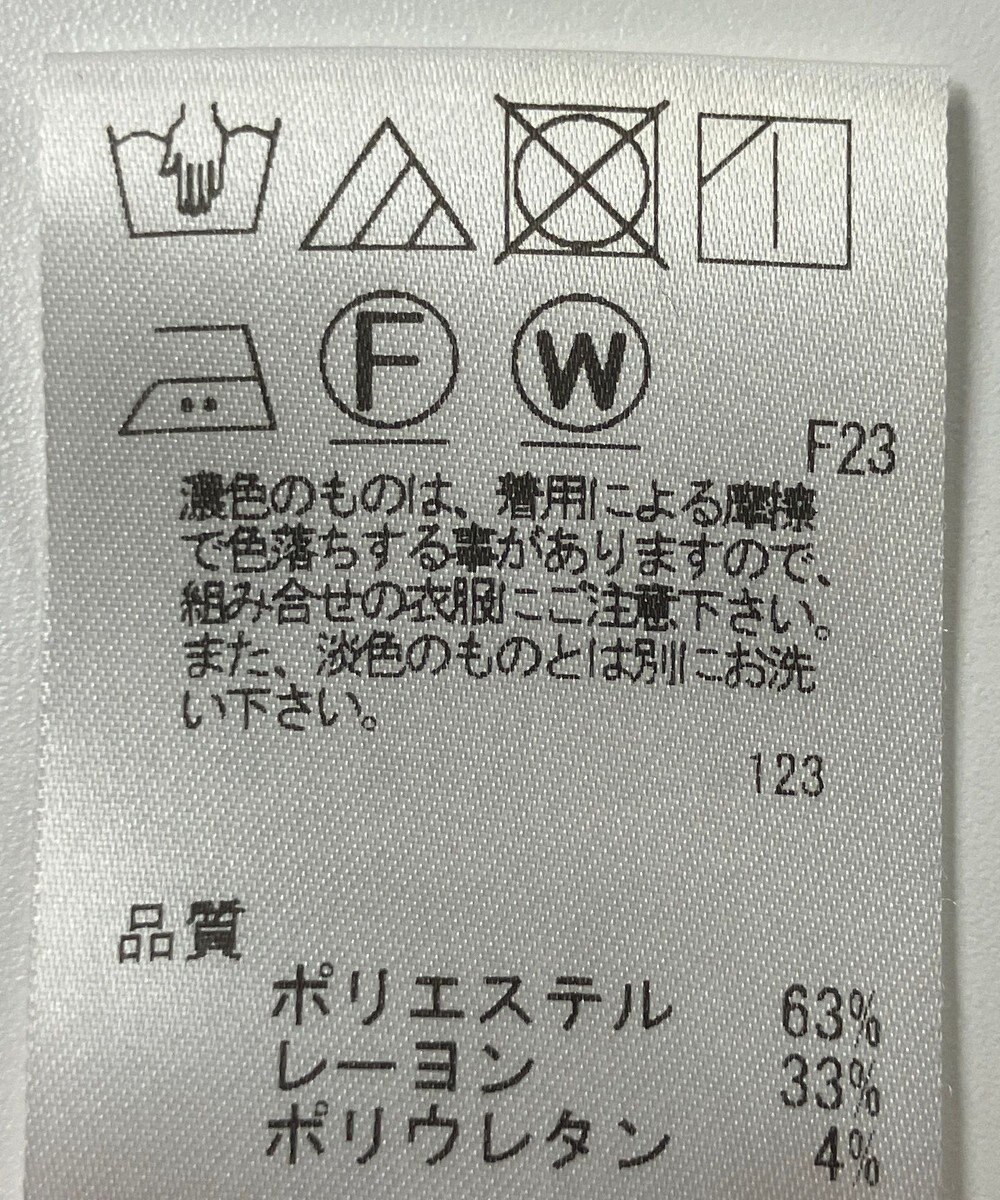 F W
F23
濃色のものは、着用による摩擦
で色落ちする事がありますので、
組み合せの衣服にご注意下さい。
また、淡色のものとは別にお洗
い下さい。
123
品質
ポリエステル 63%
レーヨン 33%
ポリウレタン 4%